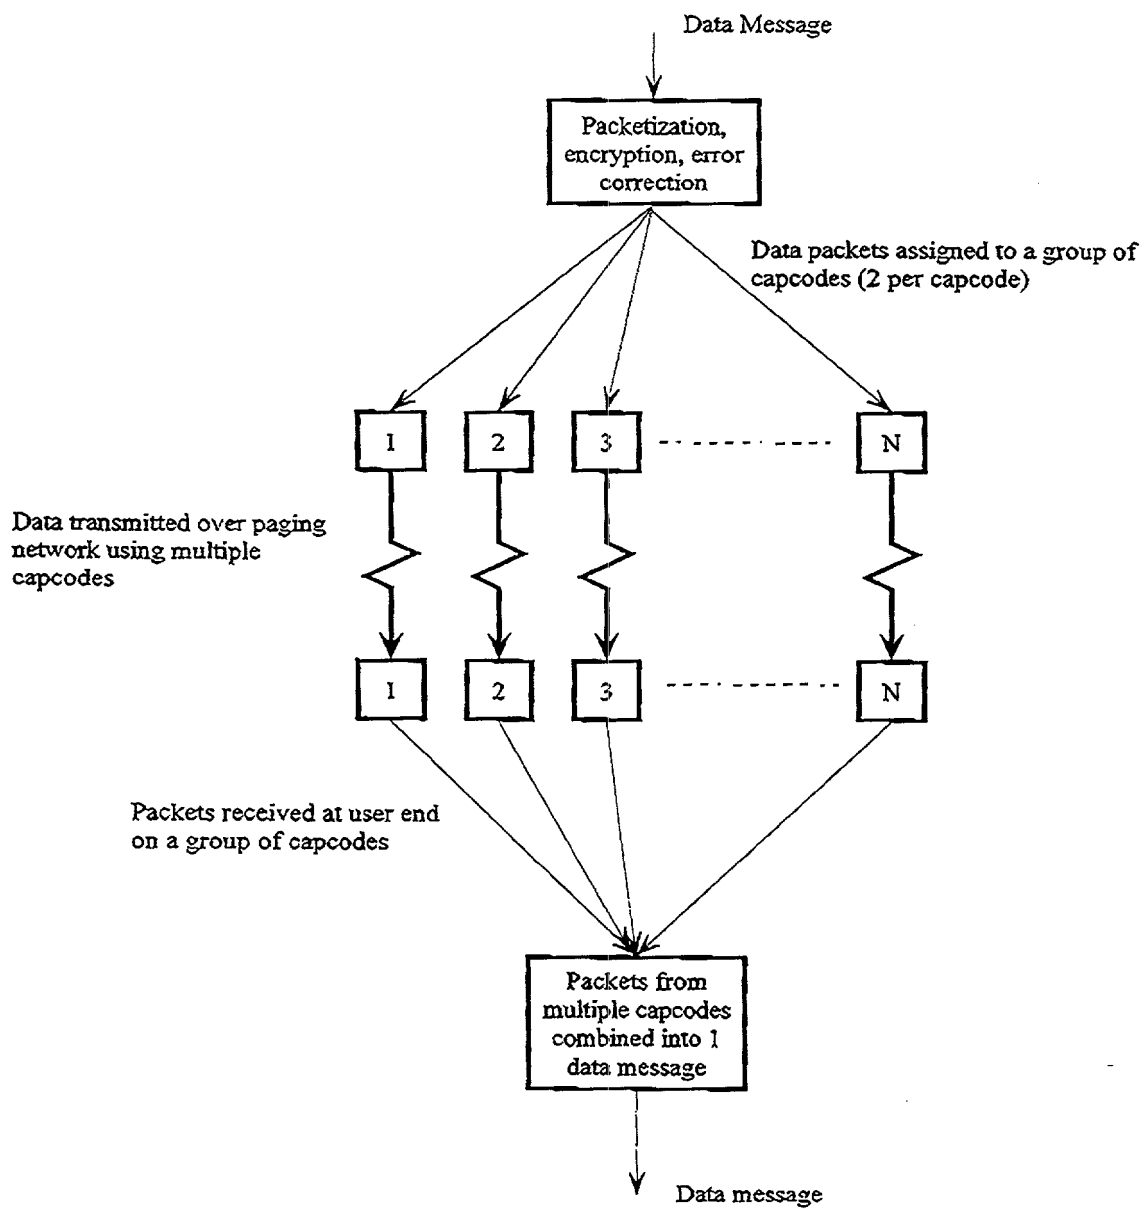 Data Message
Packetization,
encryption, error
correction
Data packets assigned to a group of
capcodes (2 per capcode)
1 2 3 N
Data transmitted over paging
network using multiple
capcodes
1 2 3 N
Packets received at user end
on a group of capcodes
Packets from
multiple capcodes
combined into 1
data message
Data message